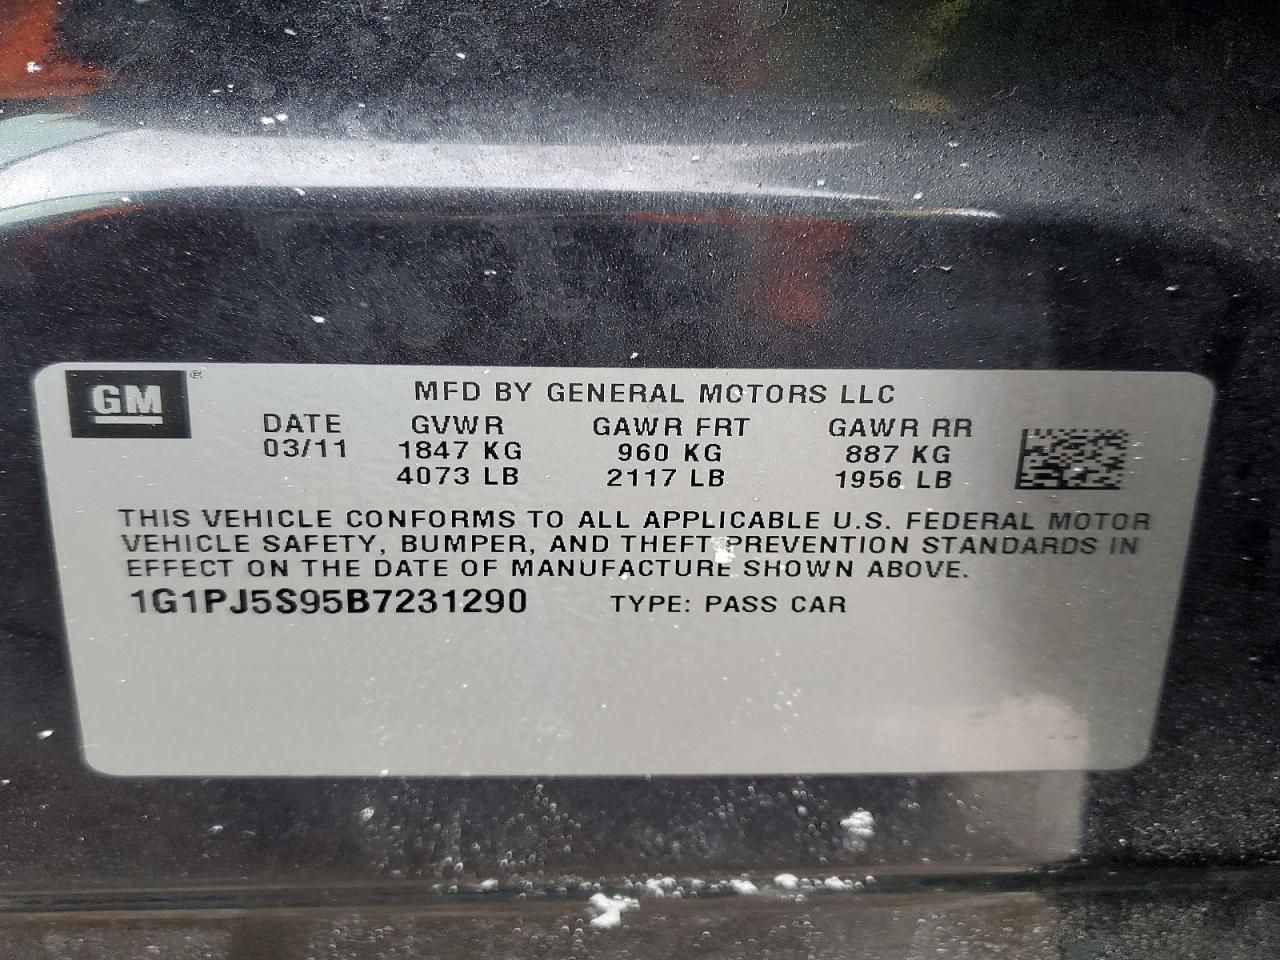 GM®
MFD BY GENERAL MOTORS LLC
DATE GVWR GAWR FRT GAWR RR
03/11 1847 KG 960 KG 887 KG
4073 LB 2117 LB 1956 LB
THIS VEHICLE CONFORMS TO ALL APPLICABLE U.S. FEDERAL MOTOR
VEHICLE SAFETY, BUMPER, AND THEFT PREVENTION STANDARDS IN
EFFECT ON THE DATE OF MANUFACTURE SHOWN ABOVE.
1G1PJ5S95B7231290 TYPE: PASS CAR